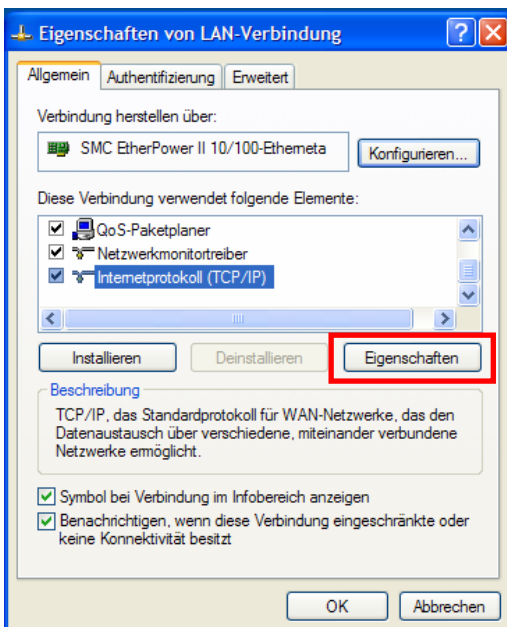 Eigenschaften von LAN-Verbindung
Allgemein Authentifizierung Erweitert
Verbindung herstellen über:
SMC EtherPower II 10/100-Etherneta
Konfigurieren...
Diese Verbindung verwendet folgende Elemente:
QoS-Paketplaner
Netzwerkmonitortreiber
Internetprotokoll (TCP/IP)
Installieren Deinstallieren Eigenschaften
Beschreibung
TCP/IP, das Standardprotokoll für WAN-Netzwerke, das den
Datenaustausch über verschiedene, miteinander verbundene
Netzwerke ermöglicht.
Symbol bei Verbindung im Infobereich anzeigen
Benachrichtigen, wenn diese Verbindung eingeschränkte oder
keine Konnektivität besitzt
OK Abbrechen